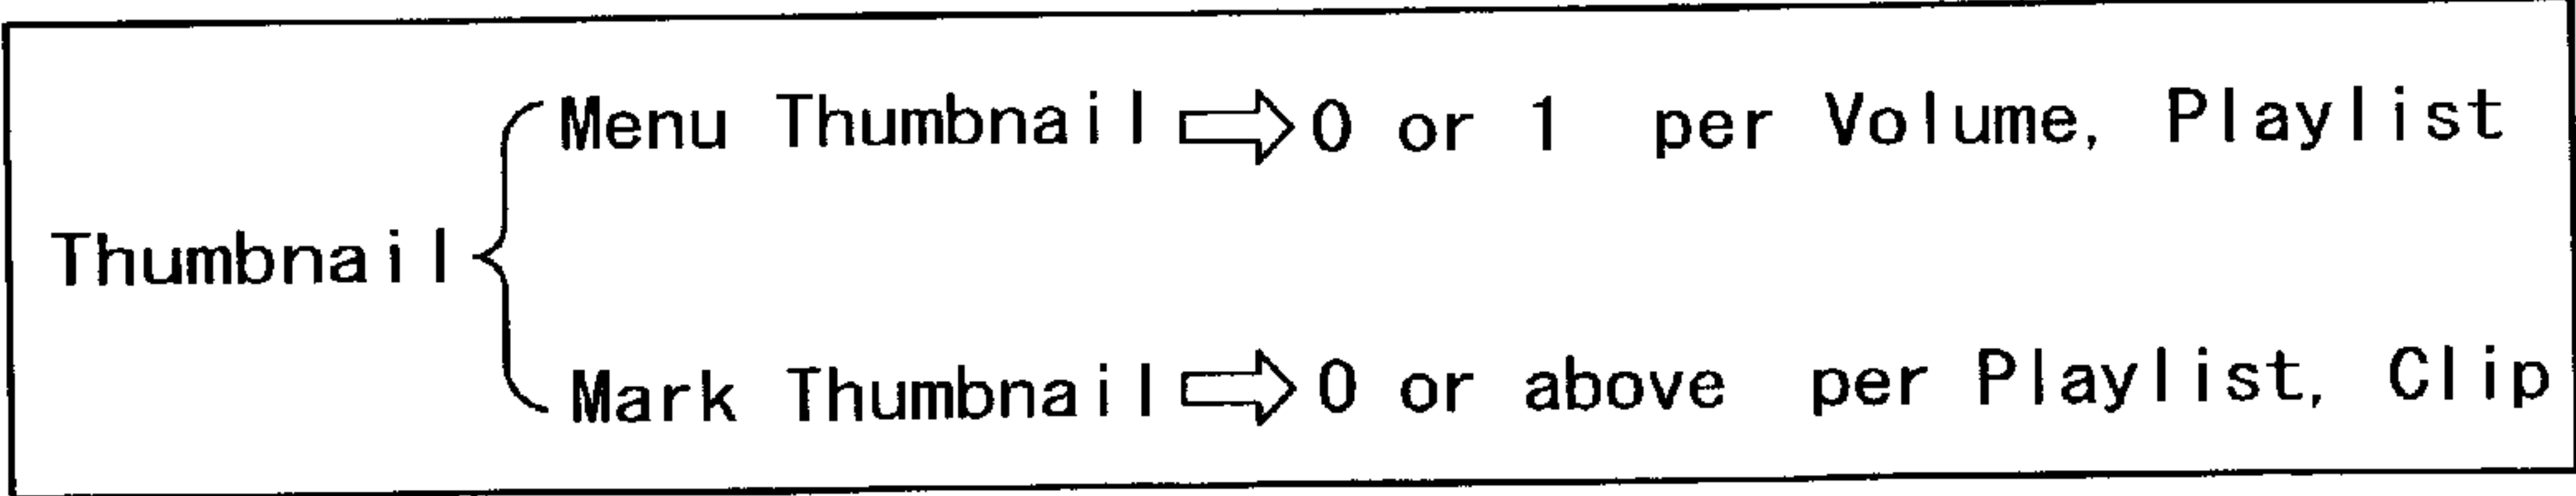 Menu Thumbnail ⇨ 0 or 1 per Volume, Playlist
Thumbnail
Mark Thumbnail ⇨ 0 or above per Playlist, Clip